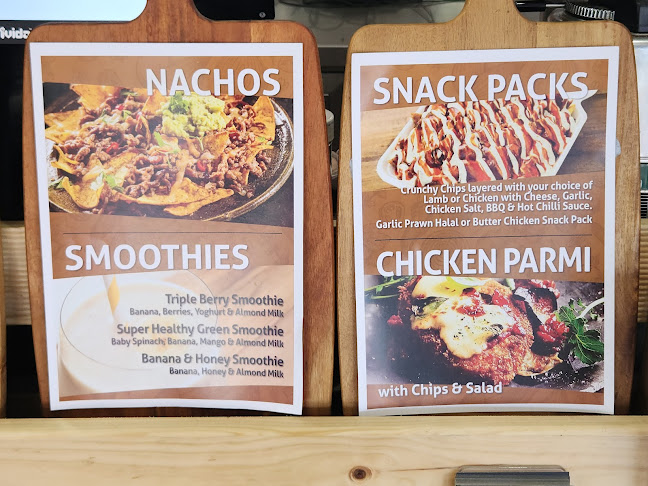 NACHOS
SMOOTHIES
Triple Berry Smoothie
Banana, Berries, Yoghurt & Almond Milk
Super Healthy Green Smoothie
Baby Spinach, Banana, Mango & Almond Milk
Banana & Honey Smoothie
Banana, Honey & Almond Milk
SNACK PACKS
Crunchy Chips layered with your choice of
Lamb or Chicken with Cheese, Garlic,
Chicken Salt, BBQ & Hot Chilli Sauce.
Garlic Prawn Halal or Butter Chicken Snack Pack
CHICKEN PARMI
with Chips & Salad